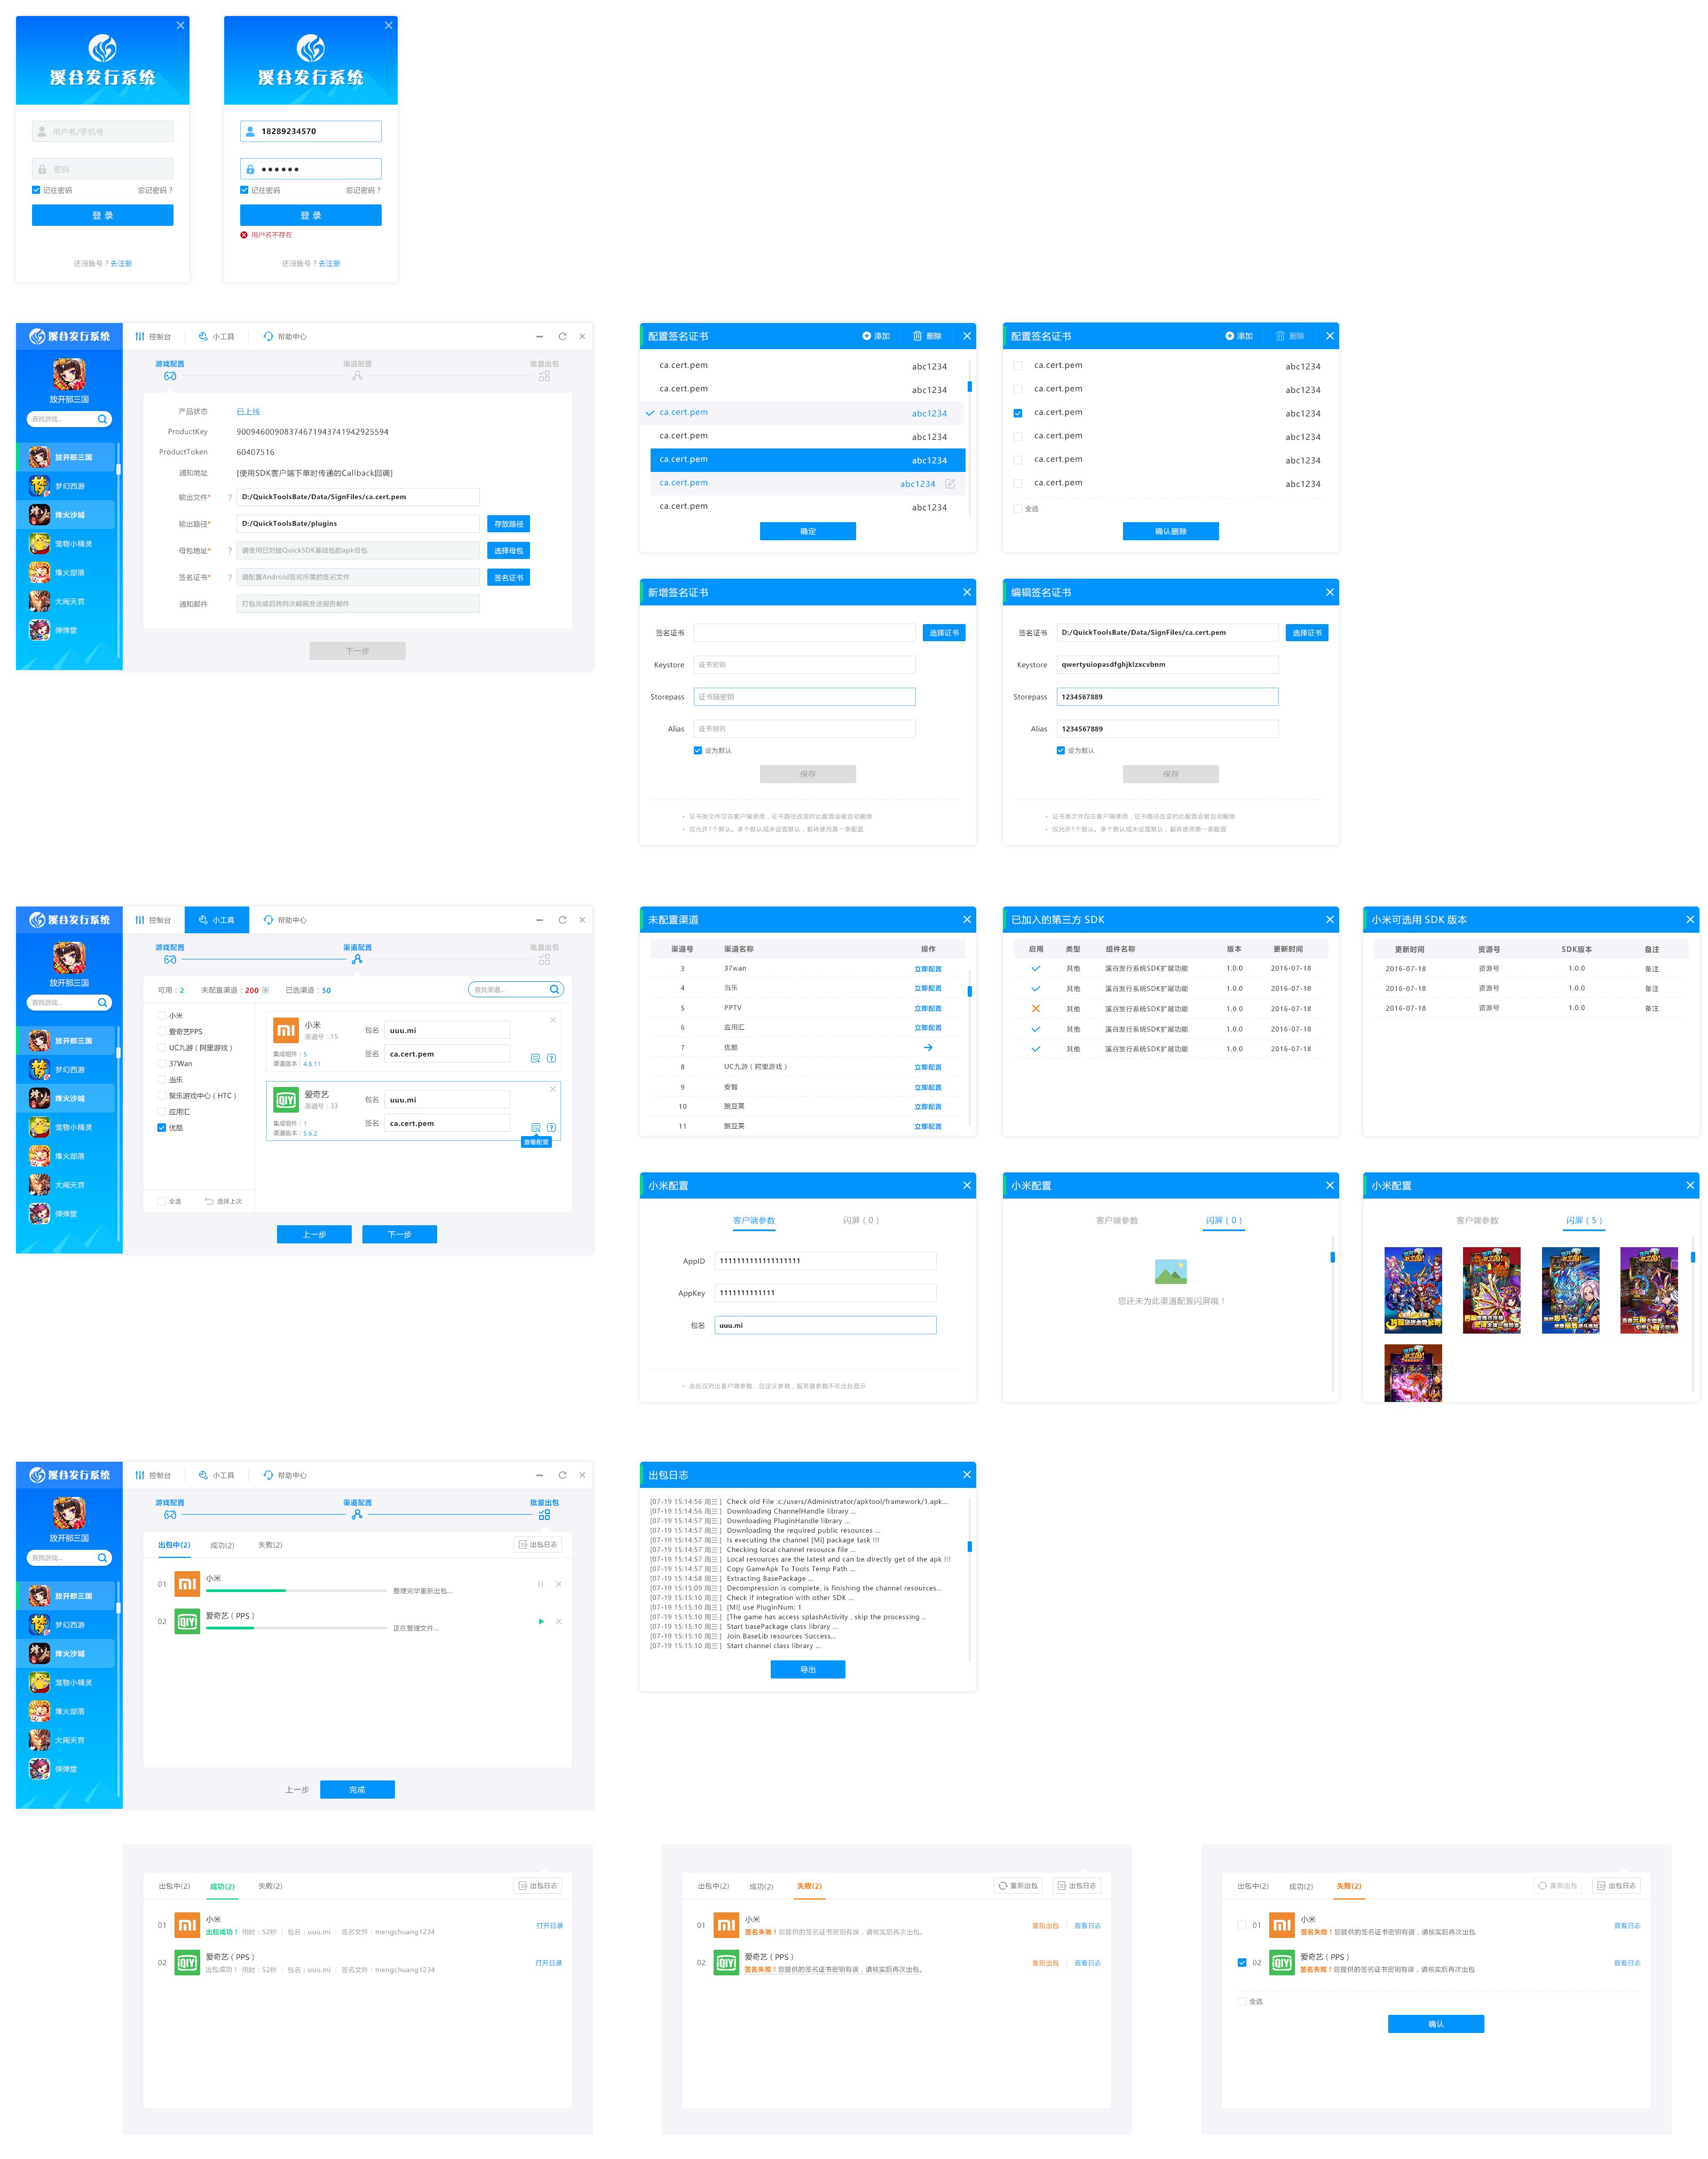 溪谷发行系统
用户名/手机号
密码
记住密码 忘记密码？
登 录
还没账号？去注册
溪谷发行系统
18289234570
●●●●●●
记住密码 忘记密码？
登 录
用户名不存在
还没账号？去注册
溪谷发行系统 控制台 小工具 帮助中心
放开那三国
查找游戏...
放开那三国
梦幻西游
烽火沙城
宠物小精灵
烽火部落
大闹天宫
弹弹堂
游戏配置 渠道配置 批量出包
产品状态 已上线
ProductKey 90094600908374671943741942925594
ProductToken 60407516
通知地址 [使用SDK客户端下单时传递的Callback回调]
输出文件* ? D:/QuickToolsBate/Data/SignFiles/ca.cert.pem
输出路径* D:/QuickToolsBate/plugins 存放路径
母包地址* ? 请使用已对接QuickSDK基础包的apk母包 选择母包
签名证书* ? 请配置Android签名所需的签名文件 签名证书
通知邮件 打包完成后将向次邮箱发送报告邮件
下一步
配置签名证书 添加 删除
ca.cert.pem abc1234
ca.cert.pem abc1234
ca.cert.pem abc1234
ca.cert.pem abc1234
ca.cert.pem abc1234
ca.cert.pem abc1234
ca.cert.pem abc1234
确定
配置签名证书 添加 删除
ca.cert.pem abc1234
ca.cert.pem abc1234
ca.cert.pem abc1234
ca.cert.pem abc1234
ca.cert.pem abc1234
ca.cert.pem abc1234
全选
确认删除
新增签名证书
签名证书 选择证书
Keystore 证书密钥
Storepass 证书链密钥
Alias 证书别名
设为默认
保存
• 证书类文件仅在客户端使用，证书路径改变时此配置会被自动删除
• 仅允许1个默认。多个默认或未设置默认，都将使用第一条配置
编辑签名证书
签名证书 D:/QuickToolsBate/Data/SignFiles/ca.cert.pem 选择证书
Keystore qwertyuiopasdfghjklzxcvbnm
Storepass 1234567889
Alias 1234567889
设为默认
保存
• 证书类文件仅在客户端使用，证书路径改变时此配置会被自动删除
• 仅允许1个默认。多个默认或未设置默认，都将使用第一条配置
溪谷发行系统 控制台 小工具 帮助中心
放开那三国
查找游戏...
放开那三国
梦幻西游
烽火沙城
宠物小精灵
烽火部落
大闹天宫
弹弹堂
游戏配置 渠道配置 批量出包
可用：2 未配置渠道：200 已选渠道：50 查找渠道...
小米
爱奇艺PPS
UC九游（阿里游戏）
37Wan
当乐
聚乐游戏中心（HTC）
应用汇
优酷
全选 选择上次
小米
渠道号：15
集成组件：5
渠道版本：4.6.11
包名 uuu.mi
签名 ca.cert.pem
爱奇艺
渠道号：33
集成组件：1
渠道版本：5.6.2
包名 uuu.mi
签名 ca.cert.pem
查看配置
上一步 下一步
未配置渠道
渠道号 渠道名称 操作
3 37wan 立即配置
4 当乐 立即配置
5 PPTV 立即配置
6 应用汇 立即配置
7 优酷
8 UC九游（阿里游戏） 立即配置
9 安智 立即配置
10 豌豆荚 立即配置
11 豌豆荚 立即配置
已加入的第三方 SDK
启用 类型 组件名称 版本 更新时间
其他 溪谷发行系统SDK扩展功能 1.0.0 2016-07-18
其他 溪谷发行系统SDK扩展功能 1.0.0 2016-07-18
其他 溪谷发行系统SDK扩展功能 1.0.0 2016-07-18
其他 溪谷发行系统SDK扩展功能 1.0.0 2016-07-18
其他 溪谷发行系统SDK扩展功能 1.0.0 2016-07-18
小米可选用 SDK 版本
更新时间 资源号 SDK版本 备注
2016-07-18 资源号 1.0.0 备注
2016-07-18 资源号 1.0.0 备注
2016-07-18 资源号 1.0.0 备注
小米配置
客户端参数 闪屏（0）
AppID 1111111111111111111
AppKey 1111111111111
包名 uuu.mi
• 此处仅列出客户端参数、自定义参数，服务器参数不在此处显示
小米配置
客户端参数 闪屏（0）
您还未为此渠道配置闪屏哦！
小米配置
客户端参数 闪屏（5）
溪谷发行系统 控制台 小工具 帮助中心
放开那三国
查找游戏...
放开那三国
梦幻西游
烽火沙城
宠物小精灵
烽火部落
大闹天宫
弹弹堂
游戏配置 渠道配置 批量出包
出包中(2) 成功(2) 失败(2) 出包日志
01 小米
整理完毕重新出包...
02 爱奇艺（PPS）
正在整理文件...
上一步 完成
出包日志
[07-19 15:14:56 周三] Check old File :c:/users/Administrator/apktool/framework/1.apk...
[07-19 15:14:56 周三] Downloading ChannelHandle library ...
[07-19 15:14:57 周三] Downloading PluginHandle library ...
[07-19 15:14:57 周三] Downloading the required public resources ...
[07-19 15:14:57 周三] Is executing the channel [Mi] package task !!!
[07-19 15:14:57 周三] Checking local channel resource file ...
[07-19 15:14:57 周三] Local resources are the latest and can be directly get of the apk !!!
[07-19 15:14:57 周三] Copy GameApk To Tools Temp Path ...
[07-19 15:14:58 周三] Extracting BasePackage ...
[07-19 15:15:09 周三] Decompression is complete, is finishing the channel resources...
[07-19 15:15:10 周三] Check if integration with other SDK ...
[07-19 15:15:10 周三] [Mi] use PluginNum: 1
[07-19 15:15:10 周三] [The game has access splashActivity , skip the processing ..
[07-19 15:15:10 周三] Start basePackage class library ...
[07-19 15:15:10 周三] Join BaseLib resources Success...
[07-19 15:15:10 周三] Start channel class library ...
导出
出包中(2) 成功(2) 失败(2) 出包日志
01 小米
出包成功！ 用时：52秒 | 包名：uuu.mi | 签名文件：mengchuang1234 打开目录
02 爱奇艺（PPS）
出包成功！ 用时：52秒 | 包名：uuu.mi | 签名文件：mengchuang1234 打开目录
出包中(2) 成功(2) 失败(2) 重新出包 出包日志
01 小米
签名失败！您提供的签名证书密钥有误，请核实后再次出包。 重新出包 | 查看日志
02 爱奇艺（PPS）
签名失败！您提供的签名证书密钥有误，请核实后再次出包。 重新出包 | 查看日志
出包中(2) 成功(2) 失败(2) 重新出包 出包日志
01 小米
签名失败！您提供的签名证书密钥有误，请核实后再次出包 查看日志
02 爱奇艺（PPS）
签名失败！您提供的签名证书密钥有误，请核实后再次出包 查看日志
全选
确认